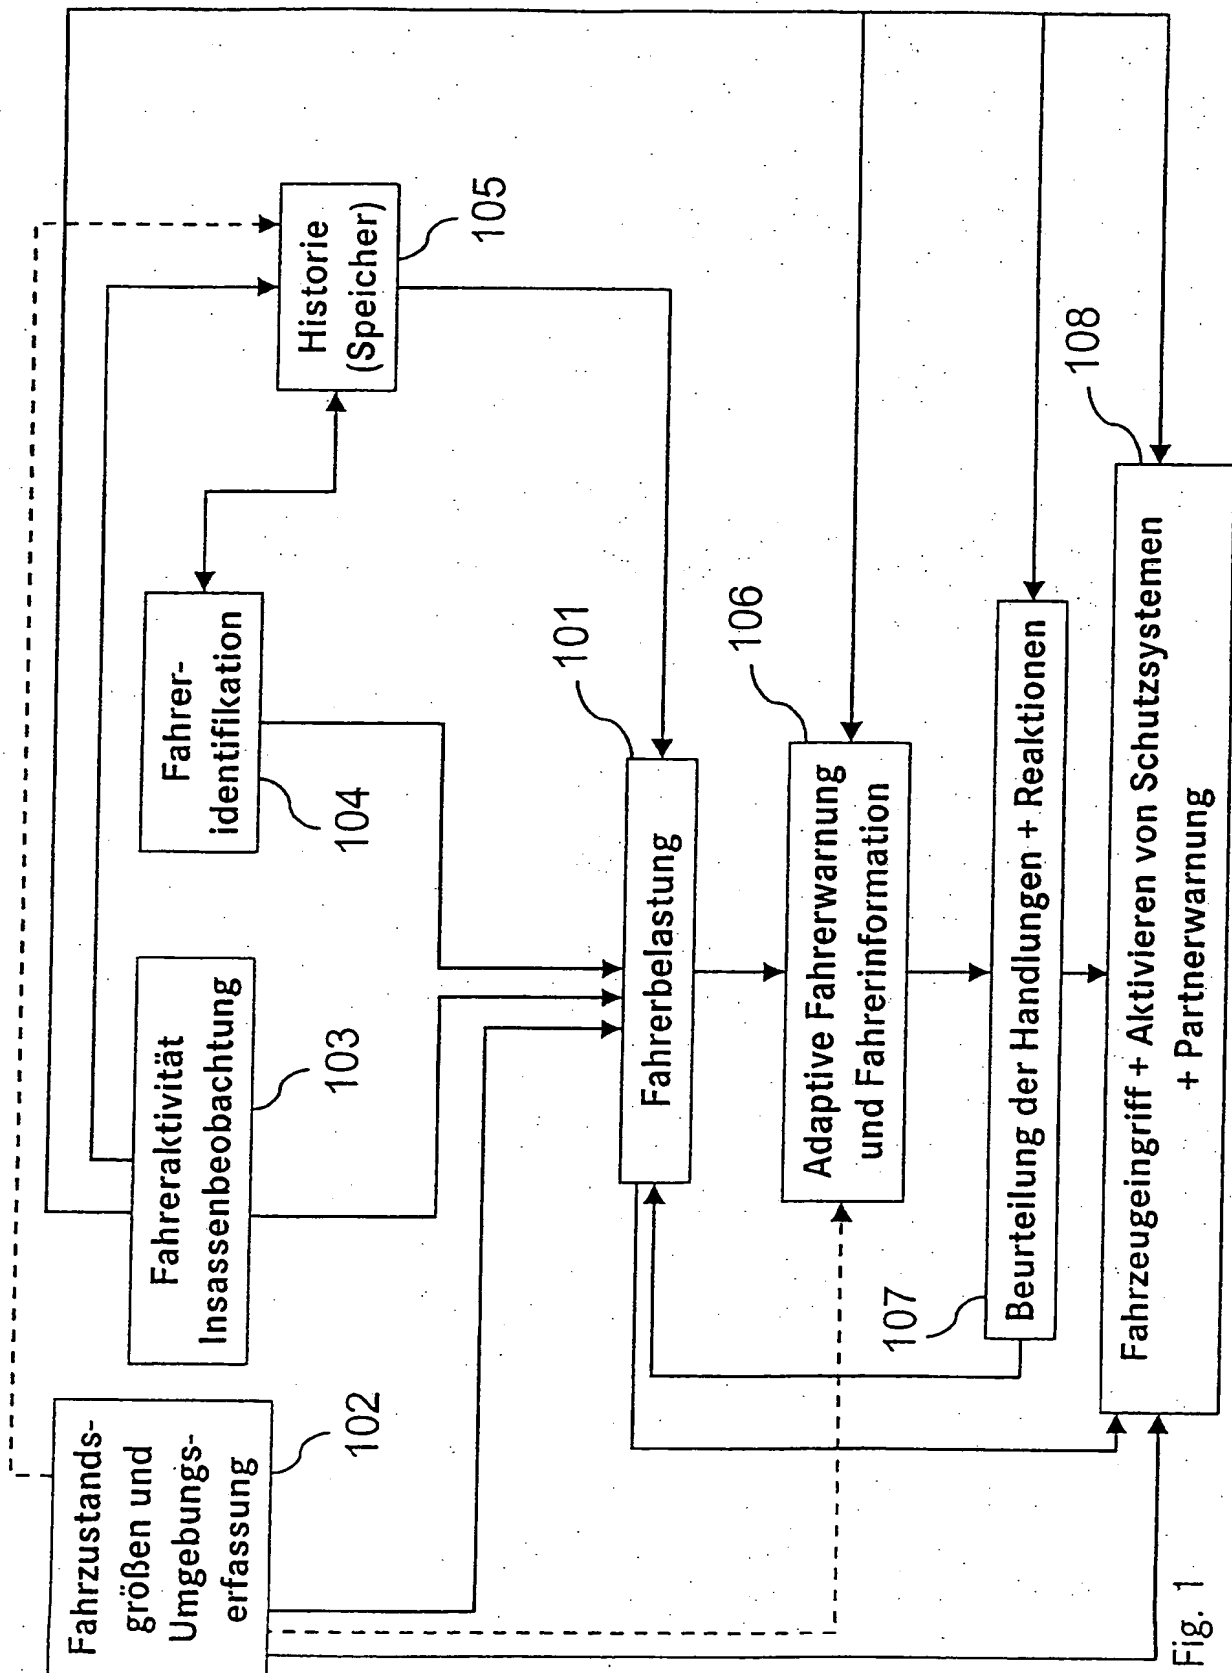 Fahrzustands-
größen und
Umgebungs-
erfassung
102
Fahreraktivität
Insassenbeobachtung
103
Fahrer-
identifikation
104
Historie
(Speicher)
105
Fahrerbelastung
101
Adaptive Fahrerwarnung
und Fahrerinformation
106
Beurteilung der Handlungen + Reaktionen
107
Fahrzeugeingriff + Aktivieren von Schutzsystemen
+ Partnerwarnung
108
Fig. 1